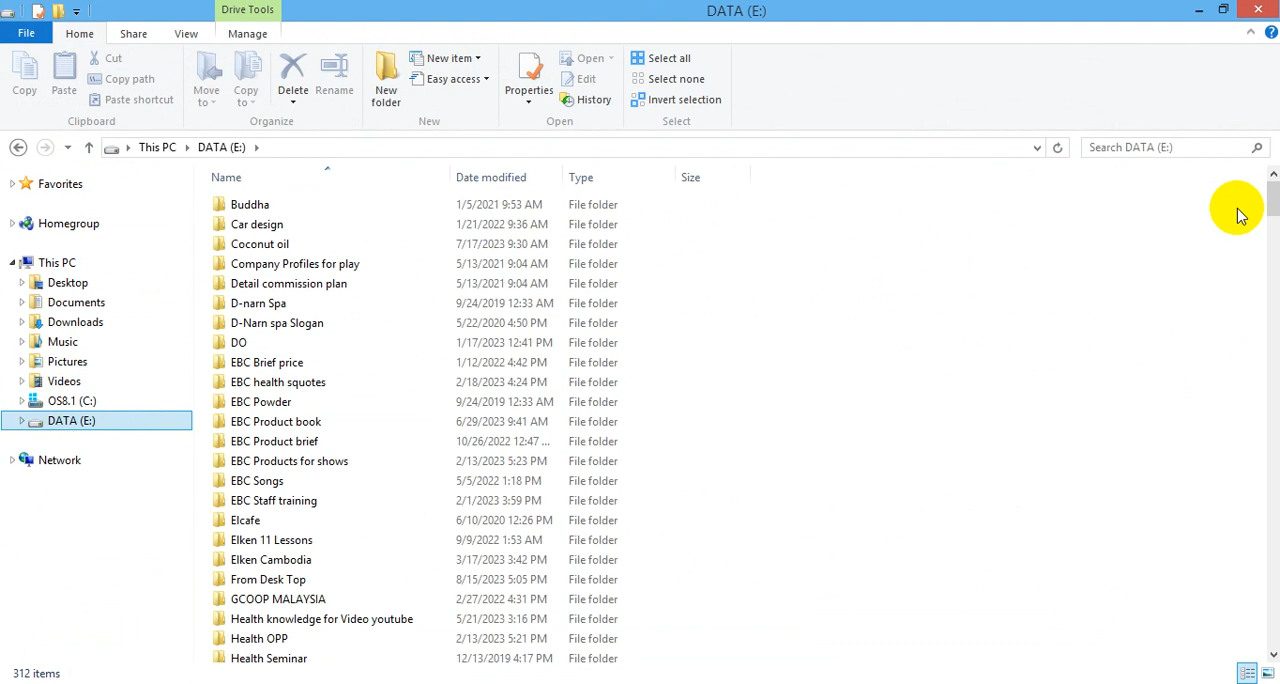 Drive Tools
DATA (E:)
File Home Share View Manage
Copy
Paste
Cut
Copy path
Paste shortcut
Clipboard
Move to
Copy to
Delete
Rename
Organize
New folder
New item
Easy access
New
Properties
Open
Edit
History
Open
Select all
Select none
Invert selection
Select
This PC DATA (E:)
Search DATA (E:)
Favorites
Homegroup
This PC
Desktop
Documents
Downloads
Music
Pictures
Videos
OS8.1 (C:)
DATA (E:)
Network
Name Date modified Type Size
Buddha 1/5/2021 9:53 AM File folder
Car design 1/21/2022 9:36 AM File folder
Coconut oil 7/17/2023 9:30 AM File folder
Company Profiles for play 5/13/2021 9:04 AM File folder
Detail commission plan 5/13/2021 9:04 AM File folder
D-narn Spa 9/24/2019 12:33 AM File folder
D-Narn spa Slogan 5/22/2020 4:50 PM File folder
DO 1/17/2023 12:41 PM File folder
EBC Brief price 1/12/2022 4:42 PM File folder
EBC health squotes 2/18/2023 4:24 PM File folder
EBC Powder 9/24/2019 12:33 AM File folder
EBC Product book 6/29/2023 9:41 AM File folder
EBC Product brief 10/26/2022 12:47 ... File folder
EBC Products for shows 2/13/2023 5:23 PM File folder
EBC Songs 5/5/2022 1:18 PM File folder
EBC Staff training 2/1/2023 3:59 PM File folder
Elcafe 6/10/2020 12:26 PM File folder
Elken 11 Lessons 9/9/2022 1:53 AM File folder
Elken Cambodia 3/17/2023 3:42 PM File folder
From Desk Top 8/15/2023 5:05 PM File folder
GCOOP MALAYSIA 2/27/2022 4:31 PM File folder
Health knowledge for Video youtube 5/21/2023 3:16 PM File folder
Health OPP 2/13/2023 5:21 PM File folder
Health Seminar 12/13/2019 4:17 PM File folder
312 items